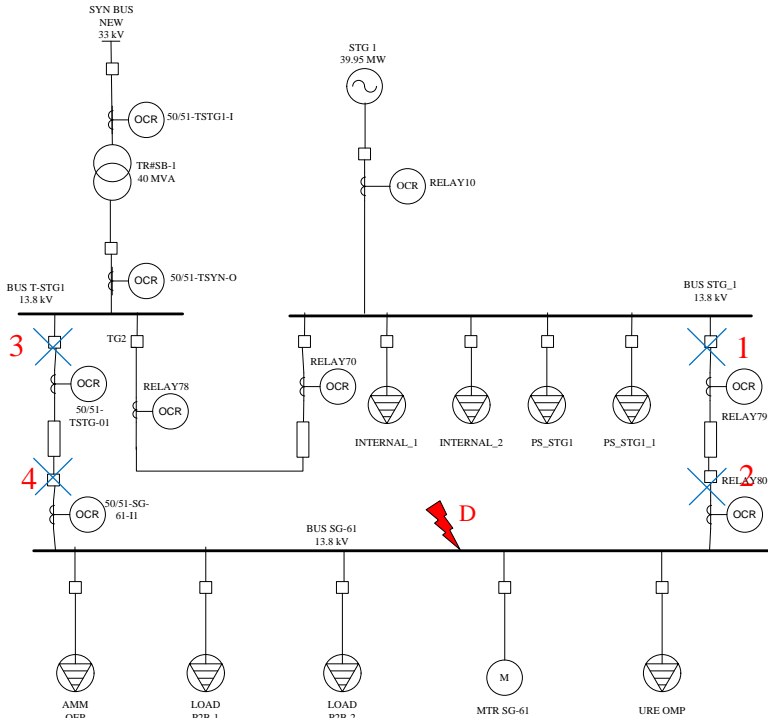 SYN BUS
NEW
33 kV
STG 1
39.95 MW
OCR
50/51-TSTG1-I
TR#SB-1
40 MVA
OCR
RELAY10
OCR
50/51-TSYN-O
BUS T-STG1
13.8 kV
BUS STG_1
13.8 kV
3
TG2
1
RELAY70
OCR
RELAY78
OCR
OCR
50/51-
TSTG-01
OCR
RELAY79
INTERNAL_1
INTERNAL_2
PS_STG1
PS_STG1_1
4
2
RELAY80
50/51-SG-
61-I1
OCR
OCR
BUS SG-61
13.8 kV
D
AMM
LOAD
LOAD
M
MTR SG-61
URE OMP